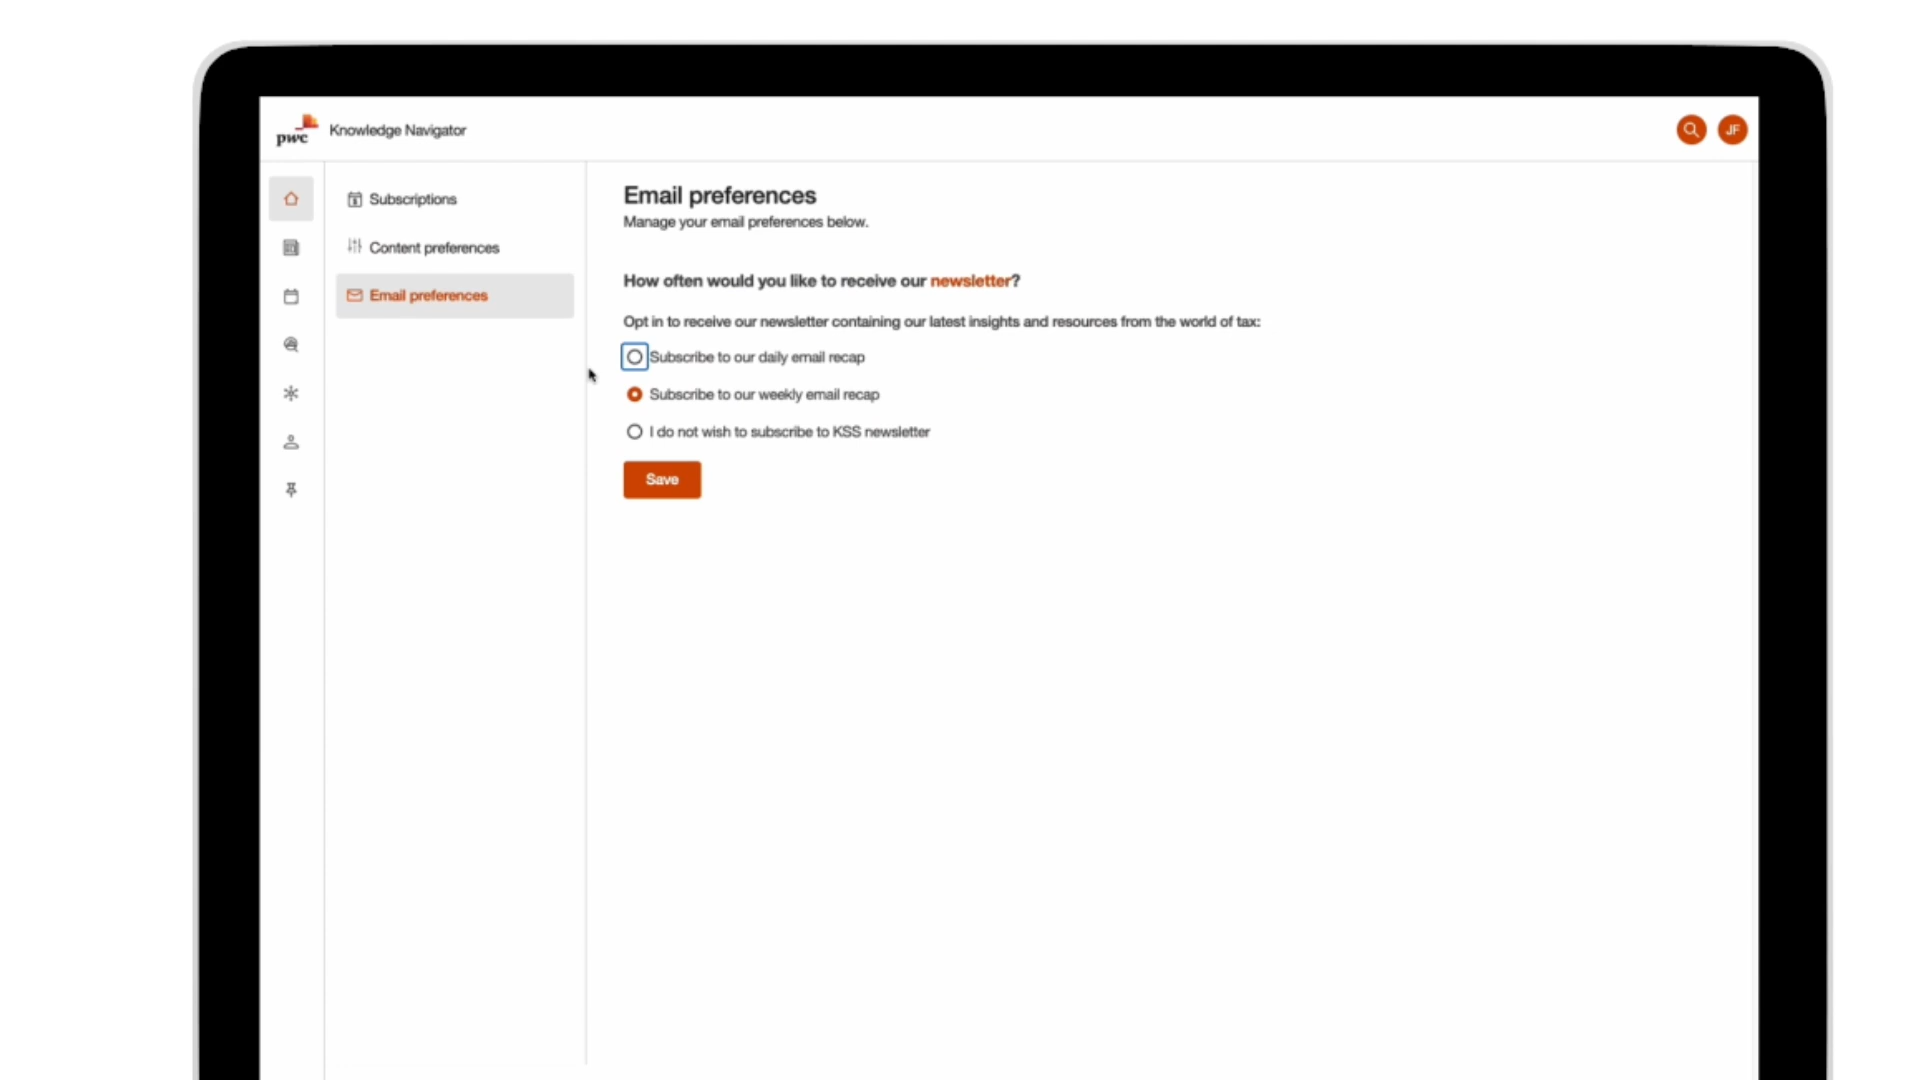 pwc Knowledge Navigator
JF
Subscriptions
Content preferences
Email preferences
Email preferences
Manage your email preferences below.
How often would you like to receive our newsletter?
Opt in to receive our newsletter containing our latest insights and resources from the world of tax:
Subscribe to our daily email recap
Subscribe to our weekly email recap
I do not wish to subscribe to KSS newsletter
Save